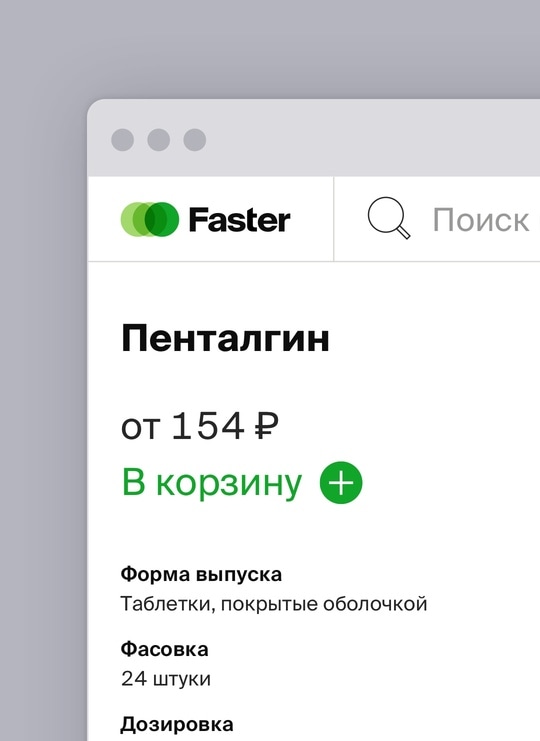 Faster
Поиск
Пенталгин
от 154 ₽
В корзину
Форма выпуска
Таблетки, покрытые оболочкой
Фасовка
24 штуки
Дозировка